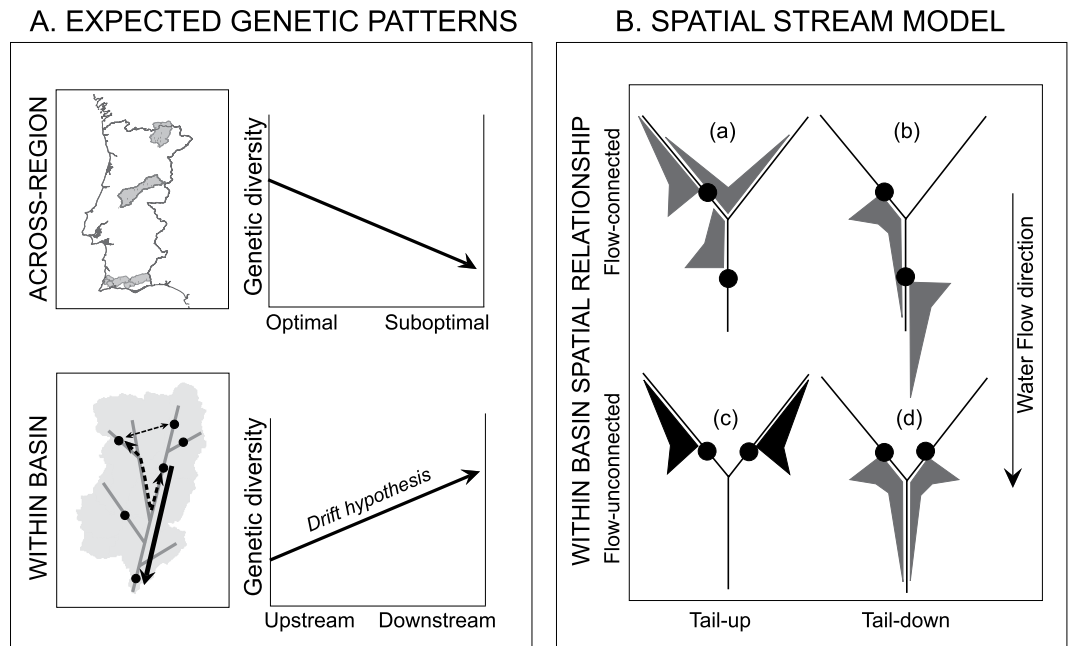 A. EXPECTED GENETIC PATTERNS
ACROSS-REGION
Genetic diversity
Optimal
Suboptimal
WITHIN BASIN
Genetic diversity
Drift hypothesis
Upstream
Downstream
B. SPATIAL STREAM MODEL
WITHIN BASIN SPATIAL RELATIONSHIP
Flow-connected
Flow-unconnected
(a)
(b)
(c)
(d)
Water Flow direction
Tail-up
Tail-down